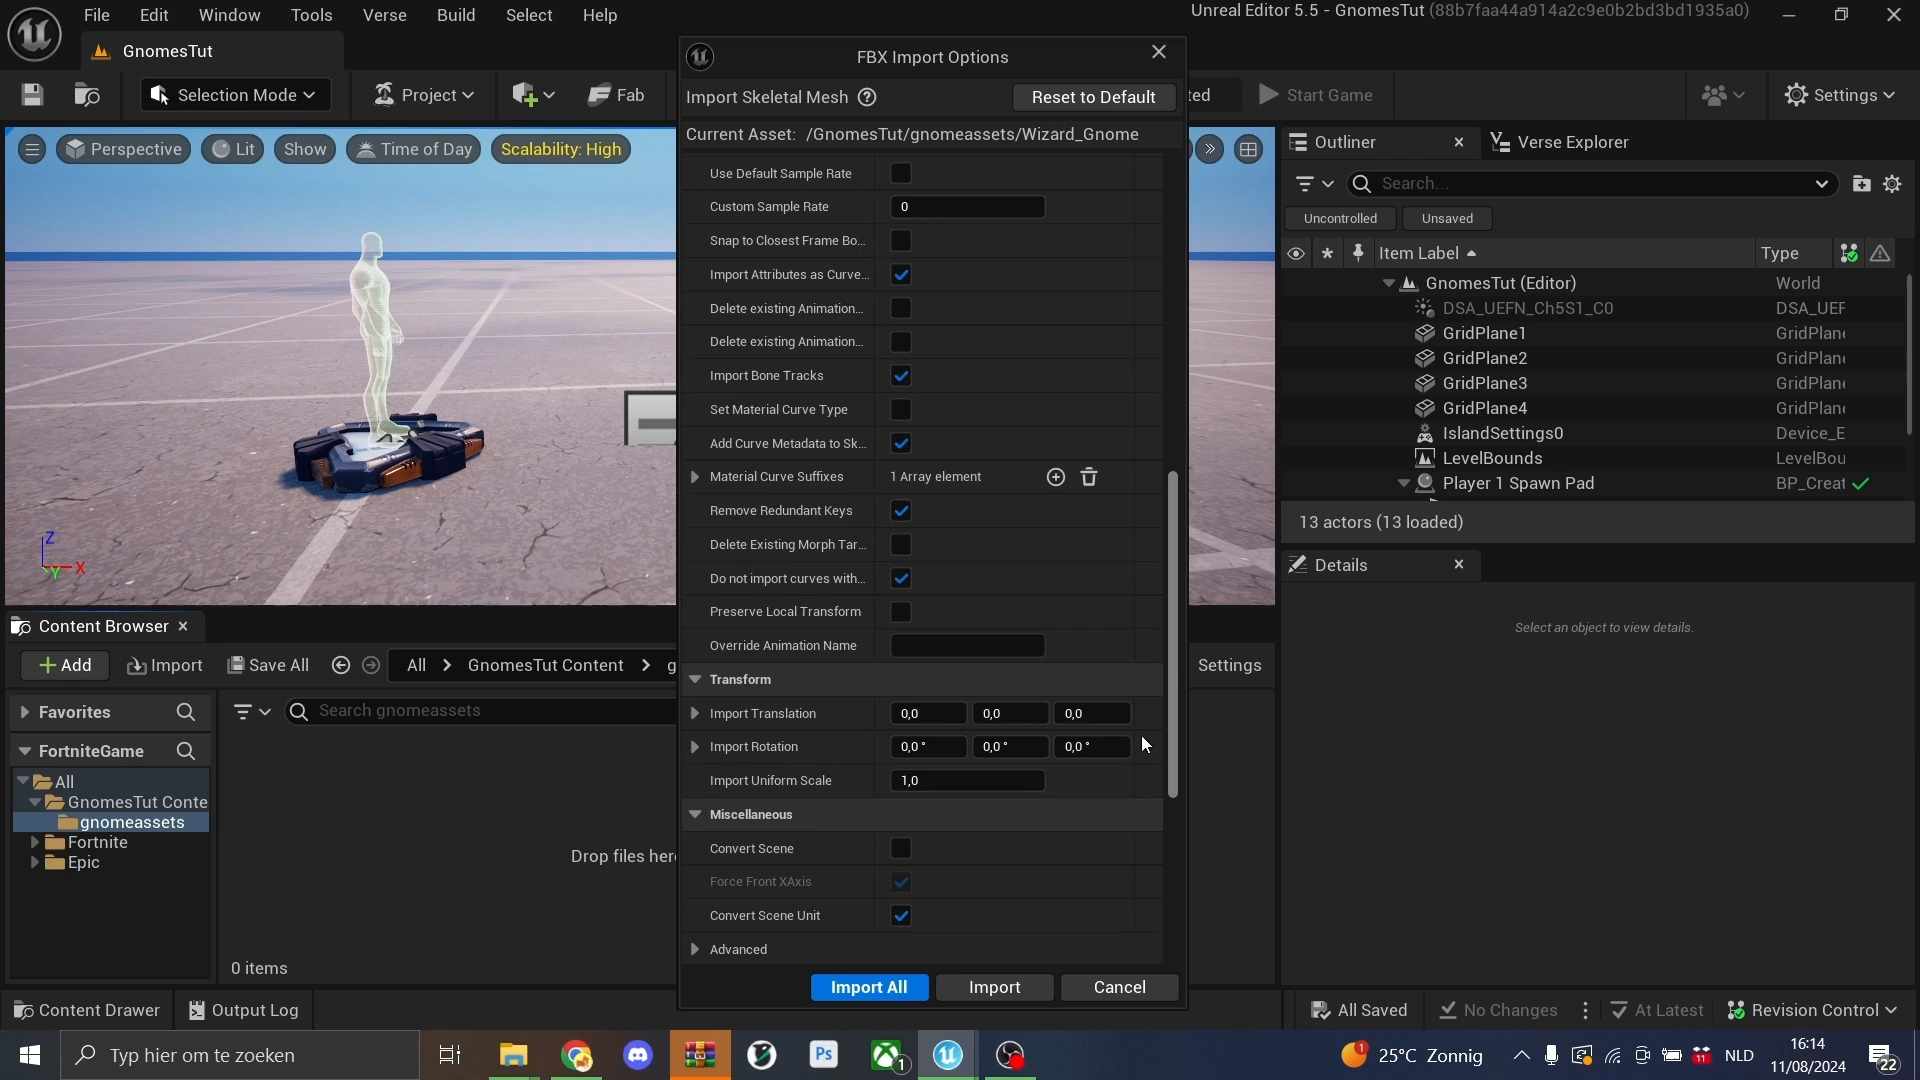 File Edit Window Tools Verse Build Select Help
Unreal Editor 5.5 - GnomesTut (88b7faa44a914a2c9e0b2bd3bd1935a0)
GnomesTut
Selection Mode Project Fab
ted Start Game Settings
FBX Import Options
Import Skeletal Mesh ? Reset to Default
Current Asset: /GnomesTut/gnomeassets/Wizard_Gnome
Perspective Lit Show Time of Day Scalability: High
Use Default Sample Rate
Custom Sample Rate 0
Snap to Closest Frame Bo...
Import Attributes as Curve...
Delete existing Animation...
Delete existing Animation...
Import Bone Tracks
Set Material Curve Type
Add Curve Metadata to Sk...
Material Curve Suffixes 1 Array element
Remove Redundant Keys
Delete Existing Morph Tar...
Do not import curves with...
Preserve Local Transform
Override Animation Name
Transform
Import Translation 0,0 0,0 0,0
Import Rotation 0,0 ° 0,0 ° 0,0 °
Import Uniform Scale 1,0
Miscellaneous
Convert Scene
Force Front XAxis
Convert Scene Unit
Advanced
Import All Import Cancel
Z
Y X
Outliner Verse Explorer
Search...
Uncontrolled Unsaved
Item Label Type
GnomesTut (Editor) World
DSA_UEFN_Ch5S1_C0 DSA_UEF
GridPlane1 GridPlan
GridPlane2 GridPlan
GridPlane3 GridPlan
GridPlane4 GridPlan
IslandSettings0 Device_E
LevelBounds LevelBou
Player 1 Spawn Pad BP_Creat
13 actors (13 loaded)
Details
Select an object to view details.
Content Browser
Add Import Save All All GnomesTut Content g Settings
Favorites
Search gnomeassets
FortniteGame
All
GnomesTut Conte
gnomeassets
Fortnite
Epic
Drop files her
0 items
Content Drawer Output Log
All Saved No Changes At Latest Revision Control
Typ hier om te zoeken
Ps
1
1
25°C Zonnig
11
NLD
16:14
11/08/2024
22